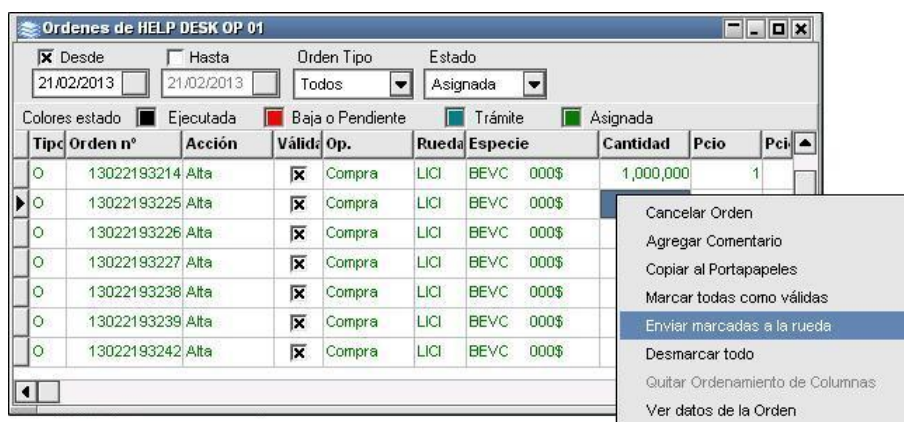 Ordenes de HELP DESK OP 01
Desde Hasta Orden Tipo Estado
21/02/2013 21/02/2013 Todos Asignada
Colores estado Ejecutada Baja o Pendiente Trámite Asignada
Tipo Orden nº Acción Válida Op. Rueda Especie Cantidad Pcio Pci
O 13022193214 Alta Compra LICI BEVC 000$ 1,000,000 1
O 13022193225 Alta Compra LICI BEVC 000$
O 13022193226 Alta Compra LICI BEVC 000$
O 13022193227 Alta Compra LICI BEVC 000$
O 13022193238 Alta Compra LICI BEVC 000$
O 13022193239 Alta Compra LICI BEVC 000$
O 13022193242 Alta Compra LICI BEVC 000$
Cancelar Orden
Agregar Comentario
Copiar al Portapapeles
Marcar todas como válidas
Enviar marcadas a la rueda
Desmarcar todo
Quitar Ordenamiento de Columnas
Ver datos de la Orden